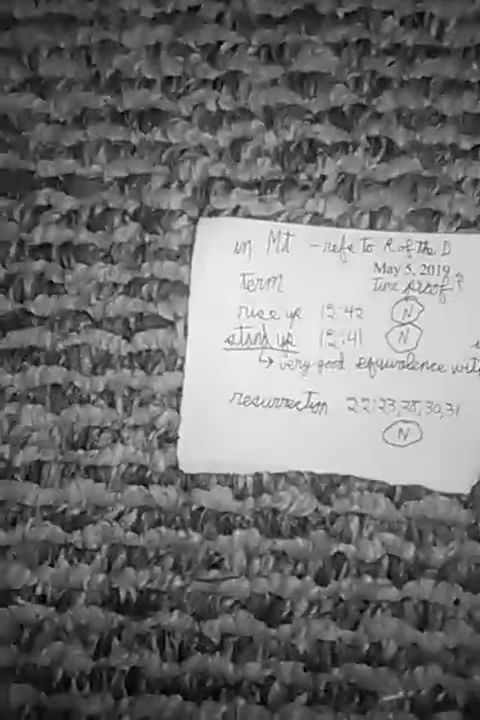 in Mt - refs to R of the D
May 5, 2019
term time proof?
rise up 12:42 N
stand up 12:41 N
↳ very good equivalence with
resurrection 22:23,28,30,31
N